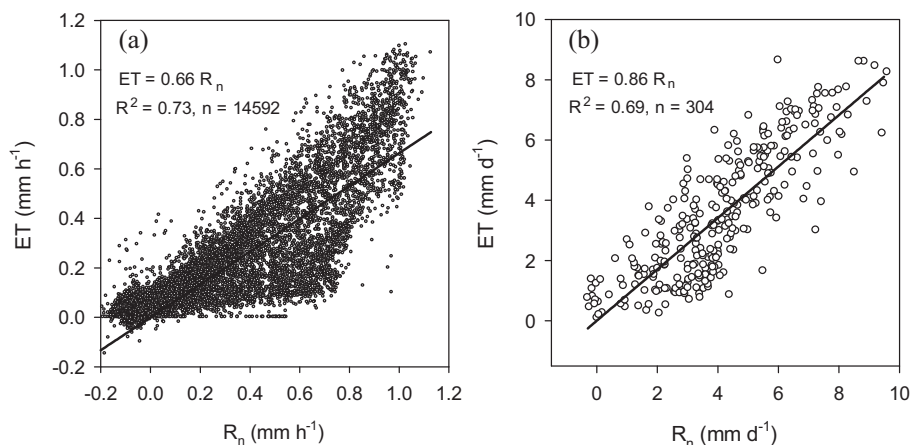 (a)
ET = 0.66 Rn
R² = 0.73, n = 14592
ET (mm h⁻¹)
1.2
1.0
0.8
0.6
0.4
0.2
0.0
-0.2
-0.2 0.0 0.2 0.4 0.6 0.8 1.0 1.2
Rn (mm h⁻¹)
(b)
ET = 0.86 Rn
R² = 0.69, n = 304
ET (mm d⁻¹)
10
8
6
4
2
0
0 2 4 6 8 10
Rn (mm d⁻¹)